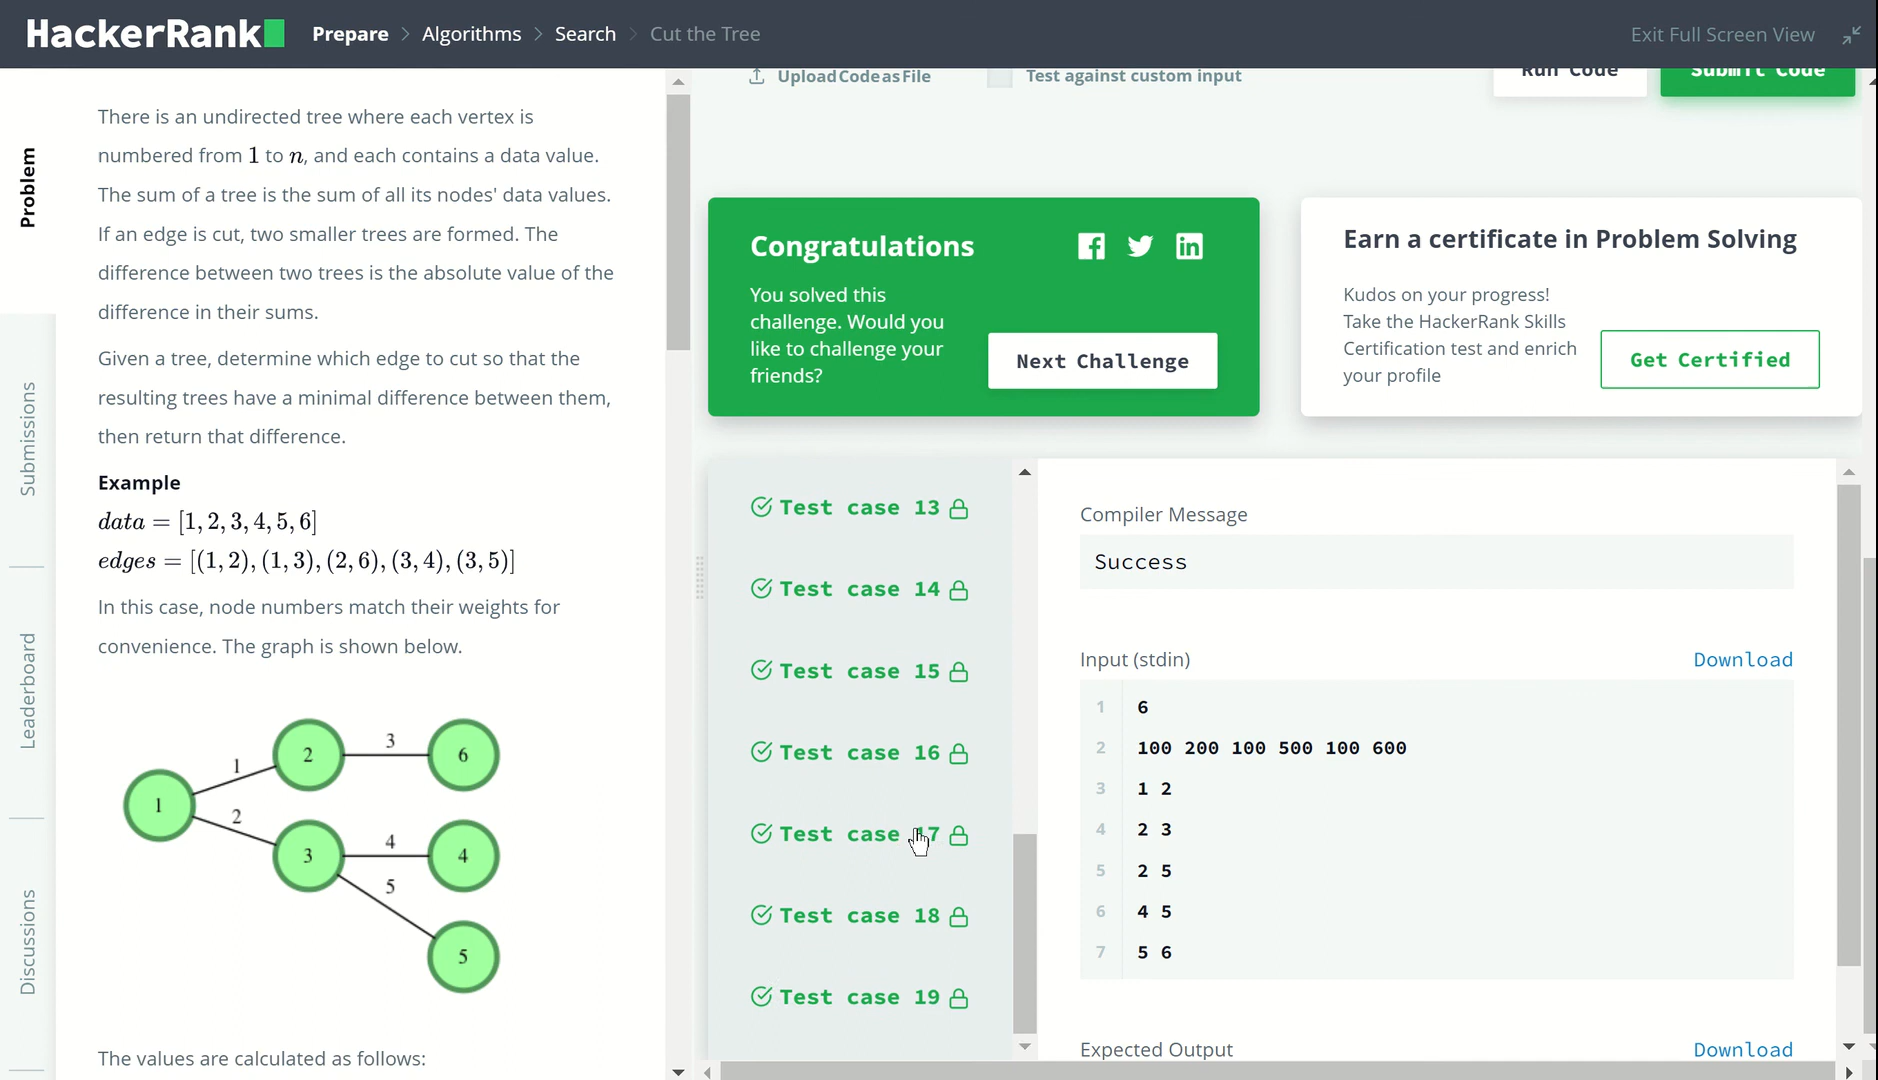 HackerRank
Prepare > Algorithms > Search > Cut the Tree
Exit Full Screen View
Problem
Submissions
Leaderboard
Discussions
There is an undirected tree where each vertex is
numbered from 1 to n, and each contains a data value.
The sum of a tree is the sum of all its nodes' data values.
If an edge is cut, two smaller trees are formed. The
difference between two trees is the absolute value of the
difference in their sums.
Given a tree, determine which edge to cut so that the
resulting trees have a minimal difference between them,
then return that difference.
Example
data = [1, 2, 3, 4, 5, 6]
edges = [(1, 2), (1, 3), (2, 6), (3, 4), (3, 5)]
In this case, node numbers match their weights for
convenience. The graph is shown below.
1
1
2
2
3
6
3
4
4
5
5
The values are calculated as follows:
Upload Code as File
Test against custom input
Run Code
Submit Code
Congratulations
You solved this
challenge. Would you
like to challenge your
friends?
Next Challenge
Earn a certificate in Problem Solving
Kudos on your progress!
Take the HackerRank Skills
Certification test and enrich
your profile
Get Certified
Test case 13
Test case 14
Test case 15
Test case 16
Test case 17
Test case 18
Test case 19
Compiler Message
Success
Input (stdin)
Download
1 6
2 100 200 100 500 100 600
3 1 2
4 2 3
5 2 5
6 4 5
7 5 6
Expected Output
Download